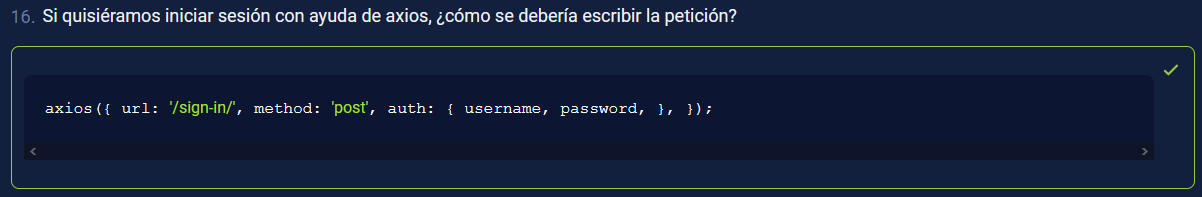 16. Si quisiéramos iniciar sesión con ayuda de axios, ¿cómo se debería escribir la petición?
axios({ url: '/sign-in/', method: 'post', auth: { username, password, }, });